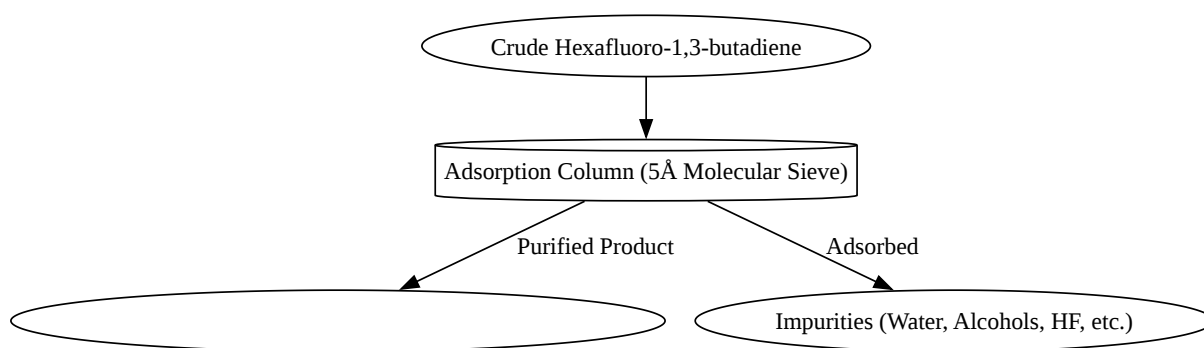 Crude Hexafluoro-1,3-butadiene
Adsorption Column (5Å Molecular Sieve)
Purified Product
Adsorbed
Impurities (Water, Alcohols, HF, etc.)